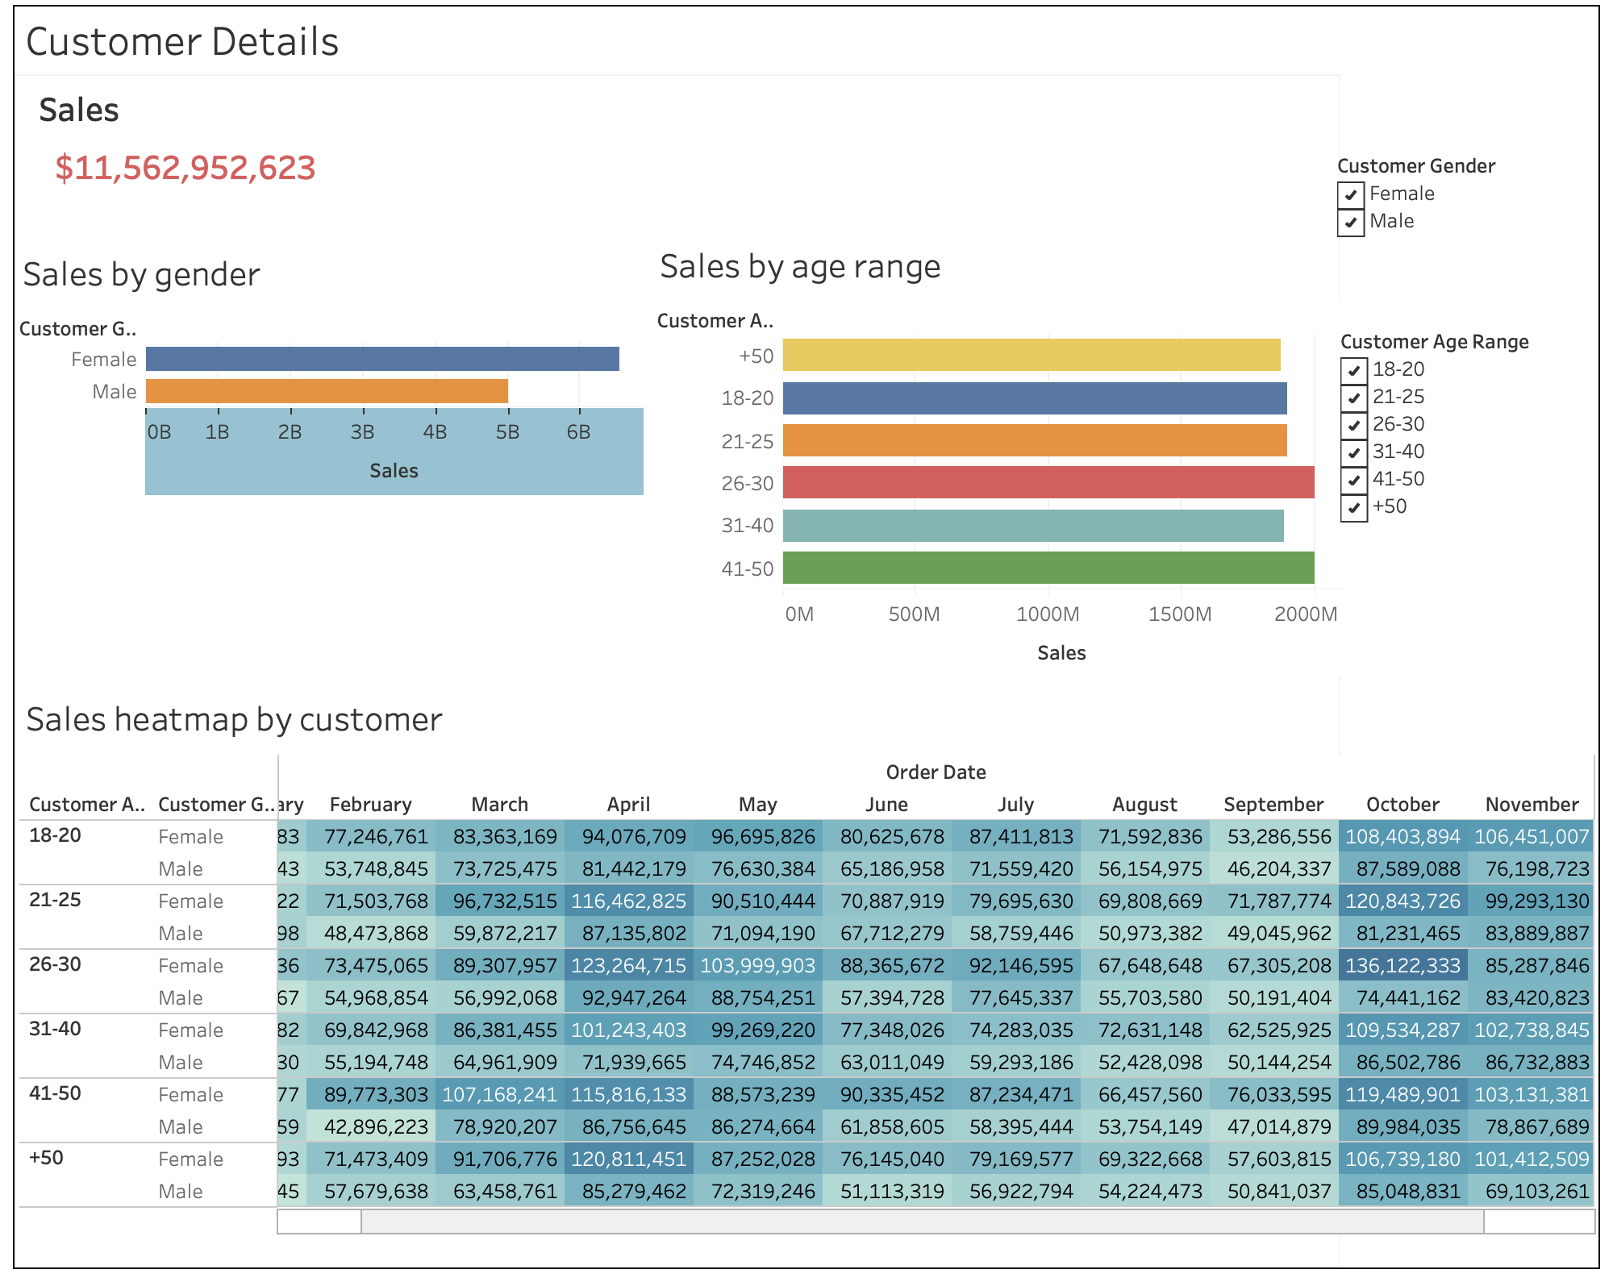 Customer Details
Sales
$11,562,952,623
Customer Gender
Female
Male
Sales by gender
Customer G..
Female
Male
0B 1B 2B 3B 4B 5B 6B
Sales
Sales by age range
Customer A..
+50
18-20
21-25
26-30
31-40
41-50
0M 500M 1000M 1500M 2000M
Sales
Customer Age Range
18-20
21-25
26-30
31-40
41-50
+50
Sales heatmap by customer
Order Date
Customer A.. Customer G.. ary February March April May June July August September October November
18-20 Female 83 77,246,761 83,363,169 94,076,709 96,695,826 80,625,678 87,411,813 71,592,836 53,286,556 108,403,894 106,451,007
Male 43 53,748,845 73,725,475 81,442,179 76,630,384 65,186,958 71,559,420 56,154,975 46,204,337 87,589,088 76,198,723
21-25 Female 22 71,503,768 96,732,515 116,462,825 90,510,444 70,887,919 79,695,630 69,808,669 71,787,774 120,843,726 99,293,130
Male 98 48,473,868 59,872,217 87,135,802 71,094,190 67,712,279 58,759,446 50,973,382 49,045,962 81,231,465 83,889,887
26-30 Female 36 73,475,065 89,307,957 123,264,715 103,999,903 88,365,672 92,146,595 67,648,648 67,305,208 136,122,333 85,287,846
Male 67 54,968,854 56,992,068 92,947,264 88,754,251 57,394,728 77,645,337 55,703,580 50,191,404 74,441,162 83,420,823
31-40 Female 82 69,842,968 86,381,455 101,243,403 99,269,220 77,348,026 74,283,035 72,631,148 62,525,925 109,534,287 102,738,845
Male 30 55,194,748 64,961,909 71,939,665 74,746,852 63,011,049 59,293,186 52,428,098 50,144,254 86,502,786 86,732,883
41-50 Female 77 89,773,303 107,168,241 115,816,133 88,573,239 90,335,452 87,234,471 66,457,560 76,033,595 119,489,901 103,131,381
Male 59 42,896,223 78,920,207 86,756,645 86,274,664 61,858,605 58,395,444 53,754,149 47,014,879 89,984,035 78,867,689
+50 Female 93 71,473,409 91,706,776 120,811,451 87,252,028 76,145,040 79,169,577 69,322,668 57,603,815 106,739,180 101,412,509
Male 45 57,679,638 63,458,761 85,279,462 72,319,246 51,113,319 56,922,794 54,224,473 50,841,037 85,048,831 69,103,261